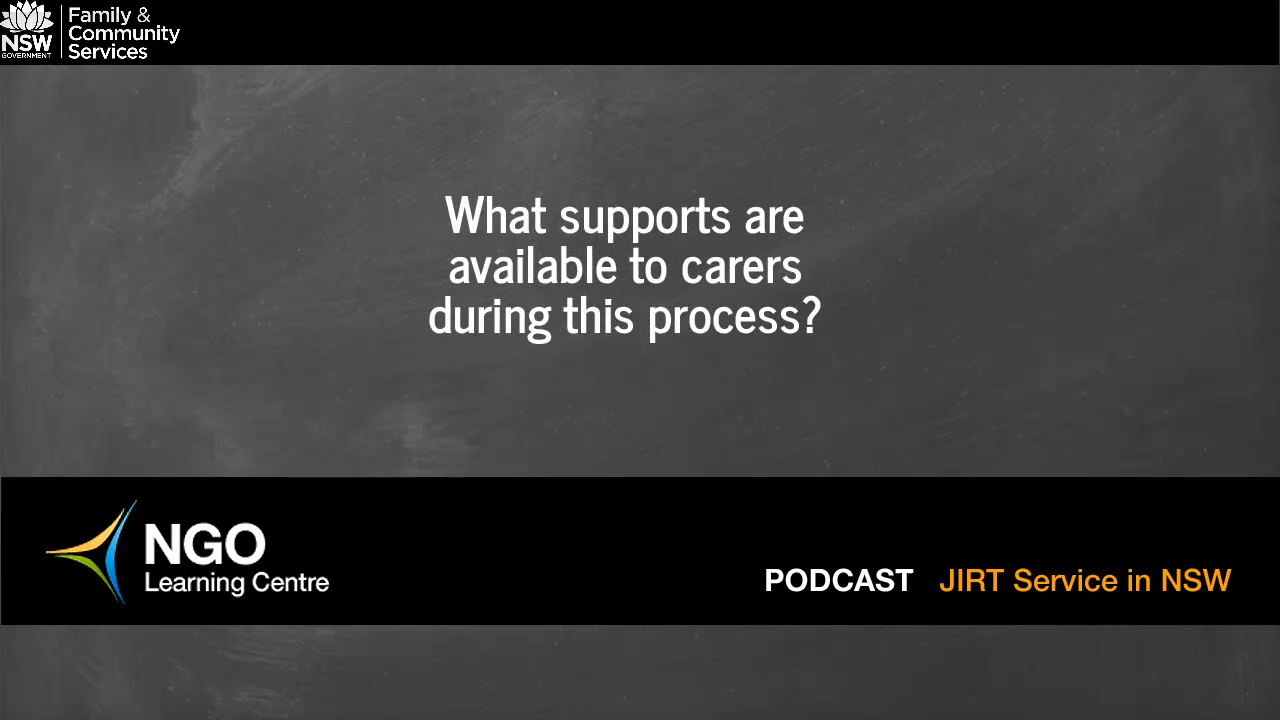 NSW
GOVERNMENT
Family &
Community
Services
What supports are
available to carers
during this process?
NGO
Learning Centre
PODCAST JIRT Service in NSW